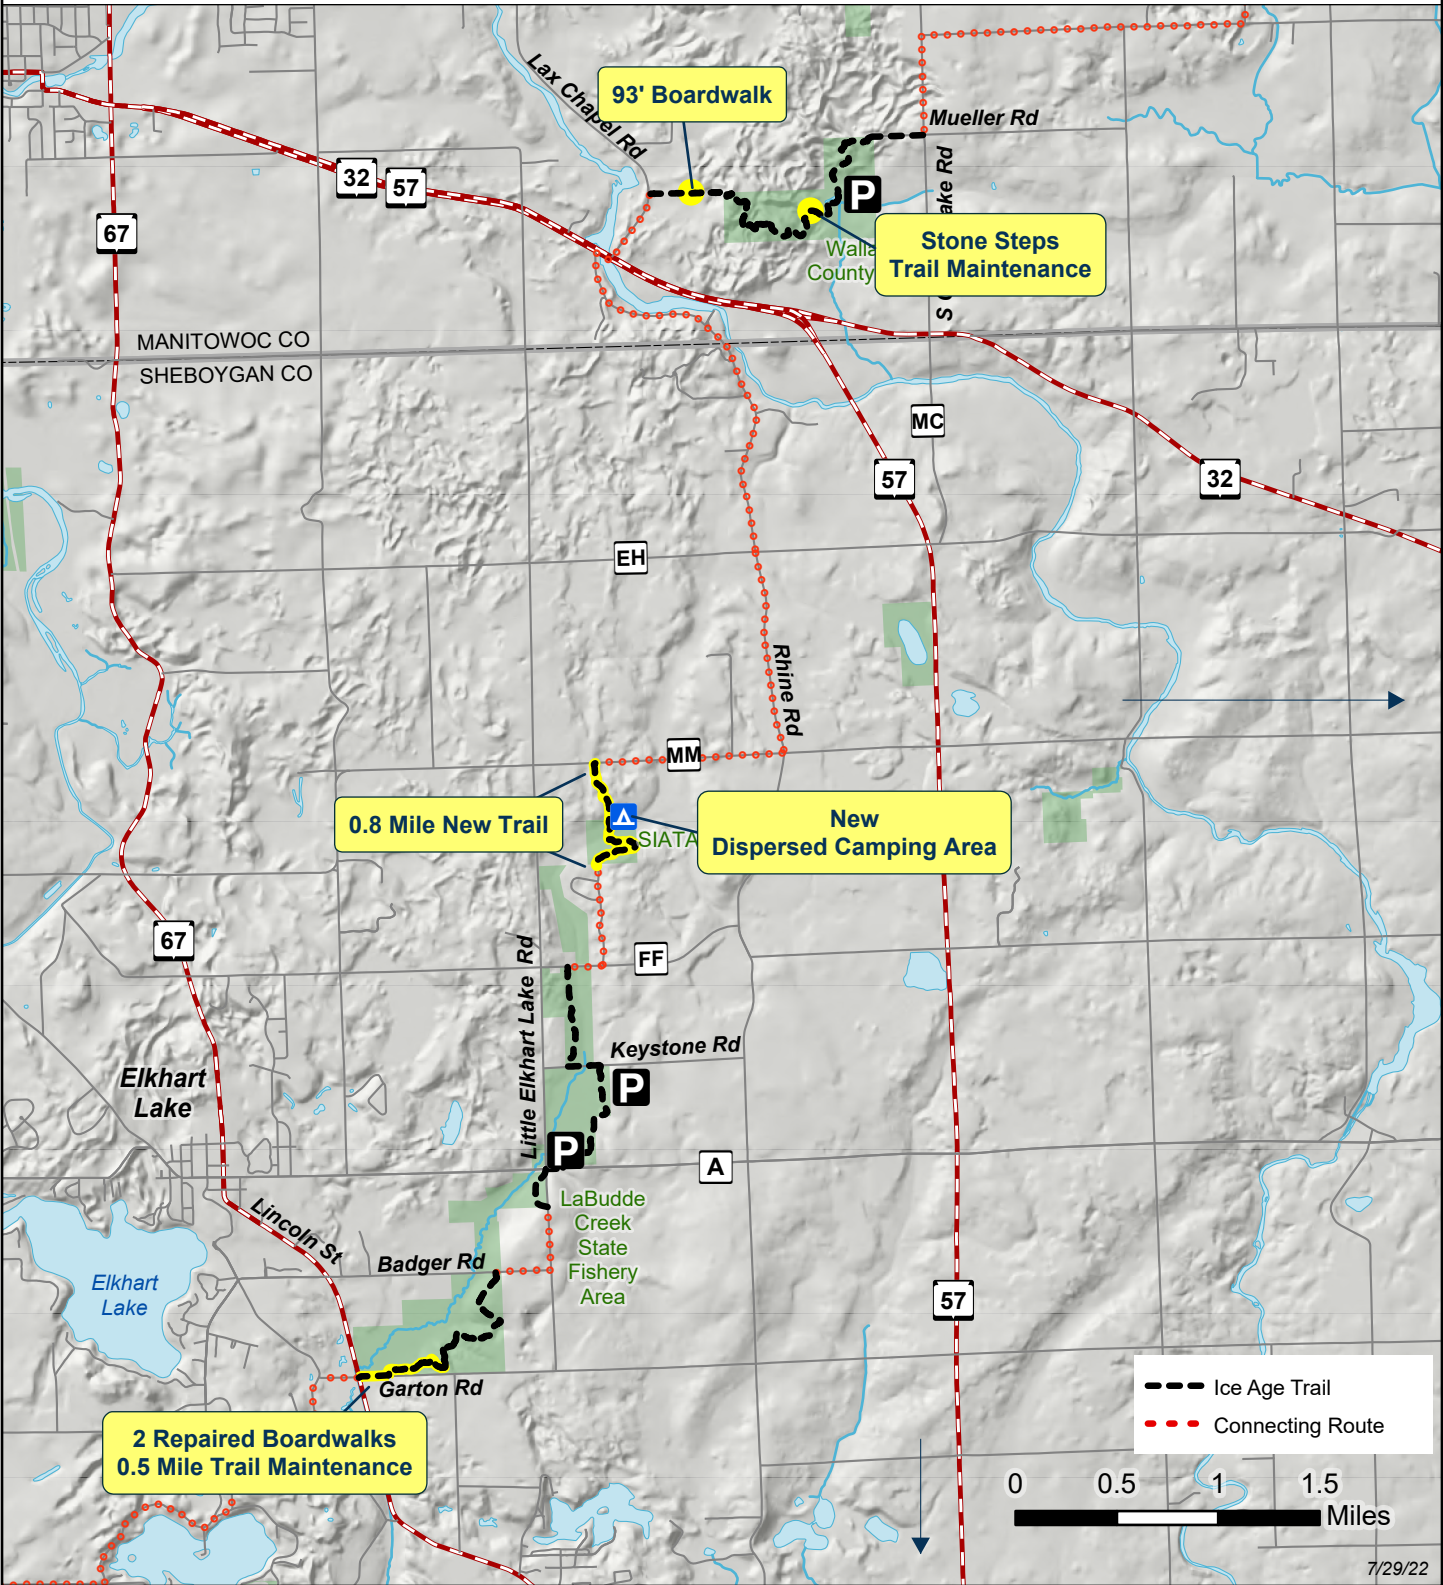 Lax Chapel Rd
93' Boardwalk
Mueller Rd
32
57
67
P
ake Rd
Stone Steps
Trail Maintenance
Walla
County
S
MANITOWOC CO
SHEBOYGAN CO
MC
57
32
EH
Rhine Rd
MM
0.8 Mile New Trail
New
Dispersed Camping Area
SIATA
67
Little Elkhart Lake Rd
FF
Keystone Rd
P
Elkhart
Lake
P
A
LaBudde
Creek
State
Fishery
Area
Lincoln St
Badger Rd
Elkhart
Lake
57
Garton Rd
2 Repaired Boardwalks
0.5 Mile Trail Maintenance
Ice Age Trail
Connecting Route
0 0.5 1 1.5
Miles
7/29/22